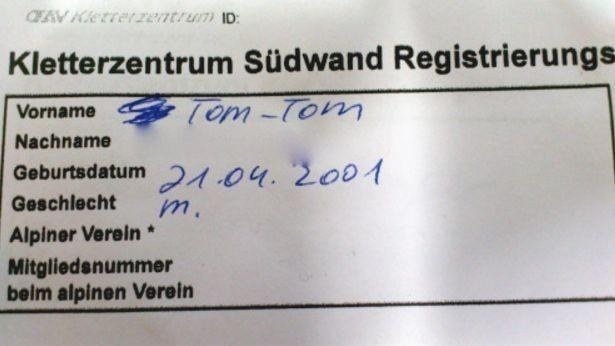 ŒAV Kletterzentrum ID:
Kletterzentrum Südwand Registrierungs
Vorname Tom-Tom
Nachname
Geburtsdatum 21.04.2001
Geschlecht m.
Alpiner Verein *
Mitgliedsnummer
beim alpinen Verein